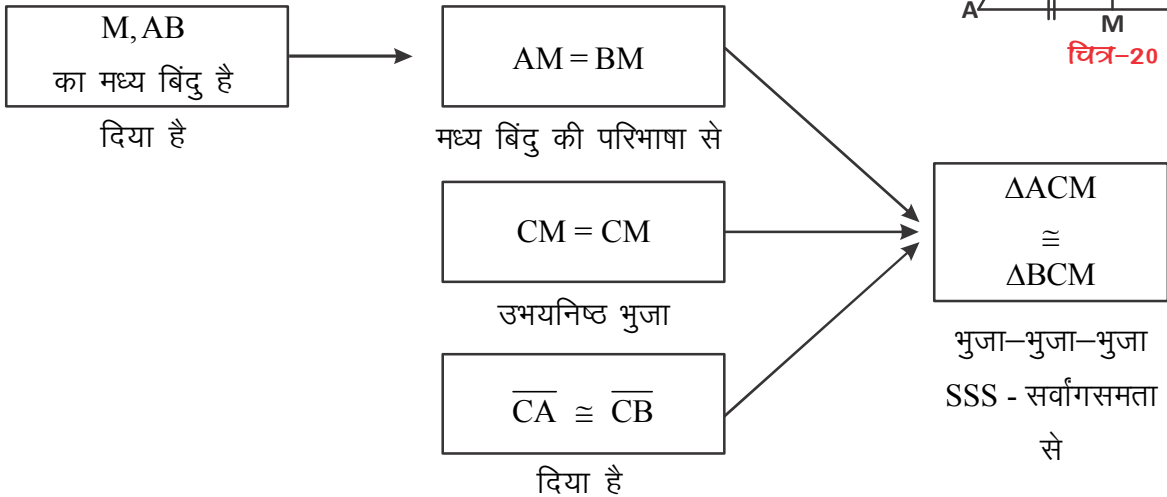 M, AB
का मध्य बिंदु है
दिया है
AM = BM
मध्य बिंदु की परिभाषा से
CM = CM
उभयनिष्ठ भुजा
CA ≅ CB
दिया है
A
M
चित्र-20
ΔACM
≅
ΔBCM
भुजा–भुजा–भुजा
SSS - सर्वांगसमता
से